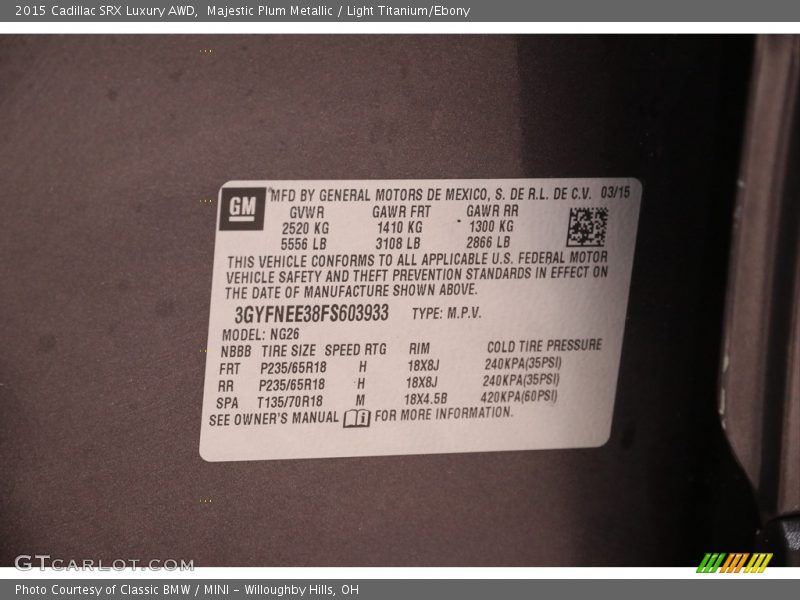 2015 Cadillac SRX Luxury AWD, Majestic Plum Metallic / Light Titanium/Ebony
GM
® MFD BY GENERAL MOTORS DE MEXICO, S. DE R.L. DE C.V. 03/15
GVWR GAWR FRT GAWR RR
2520 KG 1410 KG 1300 KG
5556 LB 3108 LB 2866 LB
THIS VEHICLE CONFORMS TO ALL APPLICABLE U.S. FEDERAL MOTOR
VEHICLE SAFETY AND THEFT PREVENTION STANDARDS IN EFFECT ON
THE DATE OF MANUFACTURE SHOWN ABOVE.
3GYFNEE38FS603933 TYPE: M.P.V.
MODEL: NG26
NBBB TIRE SIZE SPEED RTG RIM COLD TIRE PRESSURE
FRT P235/65R18 H 18X8J 240KPA(35PSI)
RR P235/65R18 H 18X8J 240KPA(35PSI)
SPA T135/70R18 M 18X4.5B 420KPA(60PSI)
SEE OWNER'S MANUAL FOR MORE INFORMATION.
GTCARLOT.COM
Photo Courtesy of Classic BMW / MINI - Willoughby Hills, OH